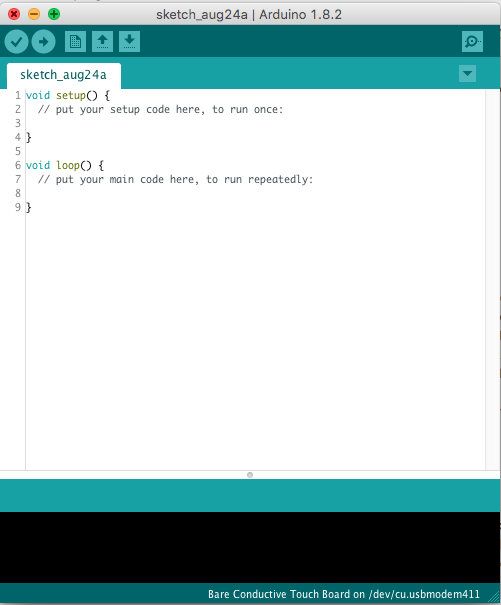 sketch_aug24a | Arduino 1.8.2
sketch_aug24a
1 void setup() {
2   // put your setup code here, to run once:
3
4 }
5
6 void loop() {
7   // put your main code here, to run repeatedly:
8
9 }
Bare Conductive Touch Board on /dev/cu.usbmodem411